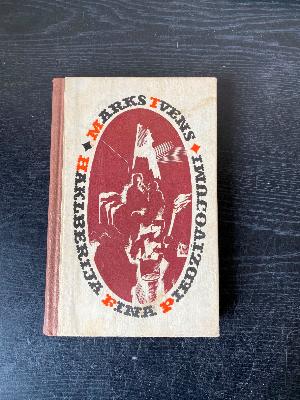 MARKS TVENS
HAKLBERIJA FINA PIEDZĪVOJUMI